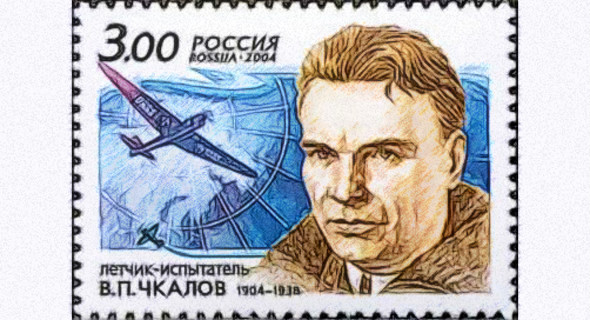 3.00 РОССИЯ
ROSSIJA · 2004
ЛЕТЧИК-ИСПЫТАТЕЛЬ
В.П.ЧКАЛОВ 1904-1938